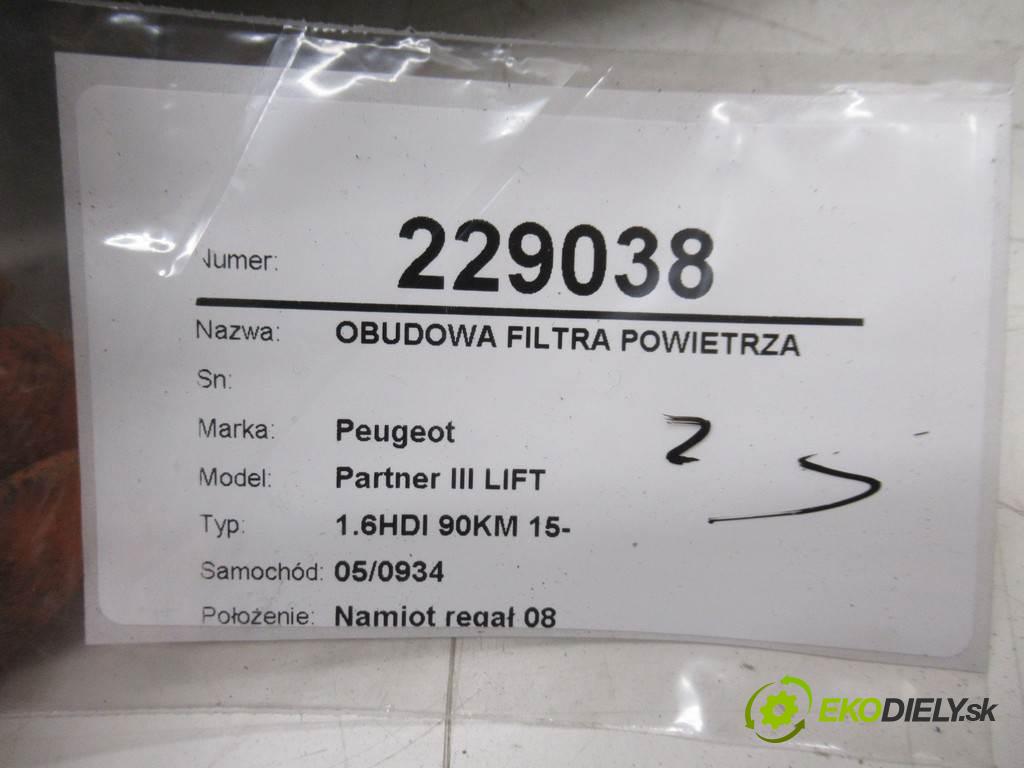 Numer: 229038
Nazwa: OBUDOWA FILTRA POWIETRZA
Sn:
Marka: Peugeot
Model: Partner III LIFT
Typ: 1.6HDI 90KM 15-
Samochód: 05/0934
Położenie: Namiot regał 08
2
EKODIELY.sk